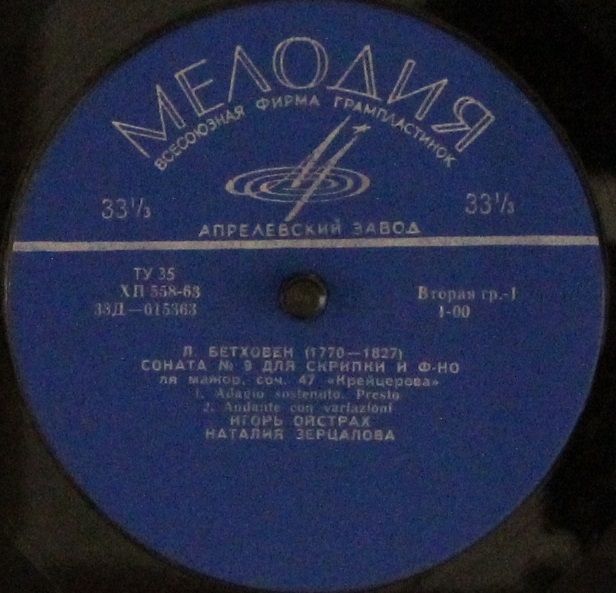 МЕЛОДИЯ
ВСЕСОЮЗНАЯ ФИРМА ГРАМПЛАСТИНОК
33⅓ 33⅓
АПРЕЛЕВСКИЙ ЗАВОД
ТУ 35
ХП 558-63
33Д—015363
Вторая гр.-1
1-00
Л. БЕТХОВЕН (1770—1827)
СОНАТА № 9 ДЛЯ СКРИПКИ И Ф-НО
ля мажор, соч. 47 «Крейцерова»
1. Adagio sostenuto. Presto
2. Andante con variazioni
ИГОРЬ ОЙСТРАХ
НАТАЛИЯ ЗЕРЦАЛОВА